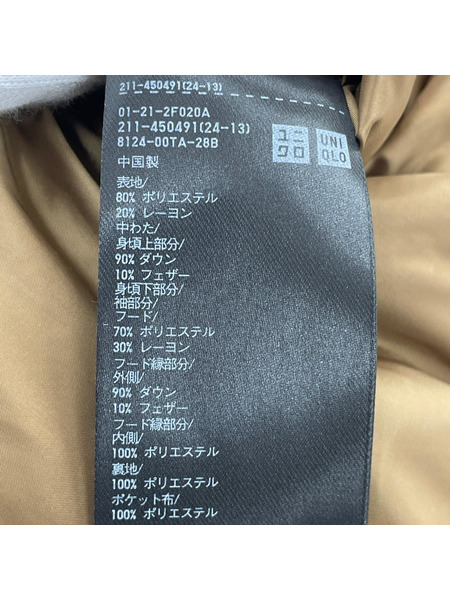 211-450491(24-13)
01-21-2F020A
211-450491(24-13)
8124-00TA-28B
ユニクロ
UNIQLO
中国製
表地/
80% ポリエステル
20% レーヨン
中わた/
身頃上部分/
90% ダウン
10% フェザー
身頃下部分/
袖部分/
フード/
70% ポリエステル
30% レーヨン
フード縁部分/
外側/
90% ダウン
10% フェザー
フード縁部分/
内側/
100% ポリエステル
裏地/
100% ポリエステル
ポケット布/
100% ポリエステル